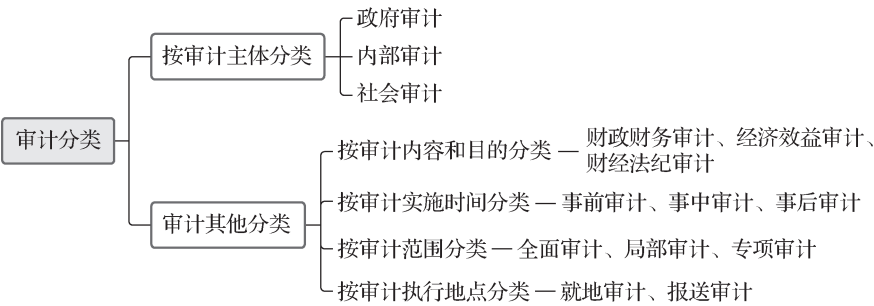 审计分类
按审计主体分类
政府审计
内部审计
社会审计
审计其他分类
按审计内容和目的分类 — 财政财务审计、经济效益审计、
财经法纪审计
按审计实施时间分类 — 事前审计、事中审计、事后审计
按审计范围分类 — 全面审计、局部审计、专项审计
按审计执行地点分类 — 就地审计、报送审计